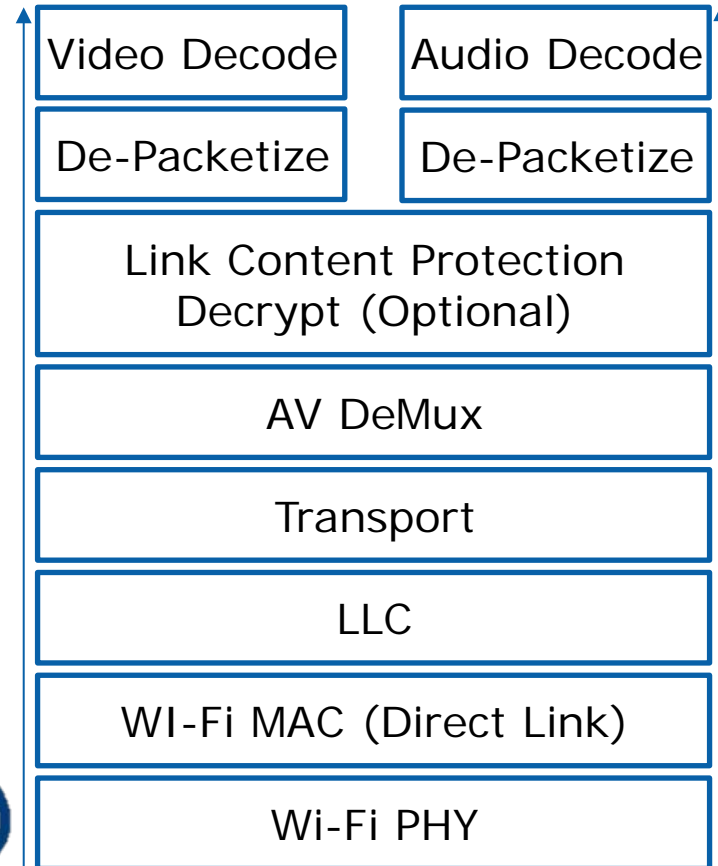 Video Decode
Audio Decode
De-Packetize
De-Packetize
Link Content Protection
Decrypt (Optional)
AV DeMux
Transport
LLC
WI-Fi MAC (Direct Link)
Wi-Fi PHY